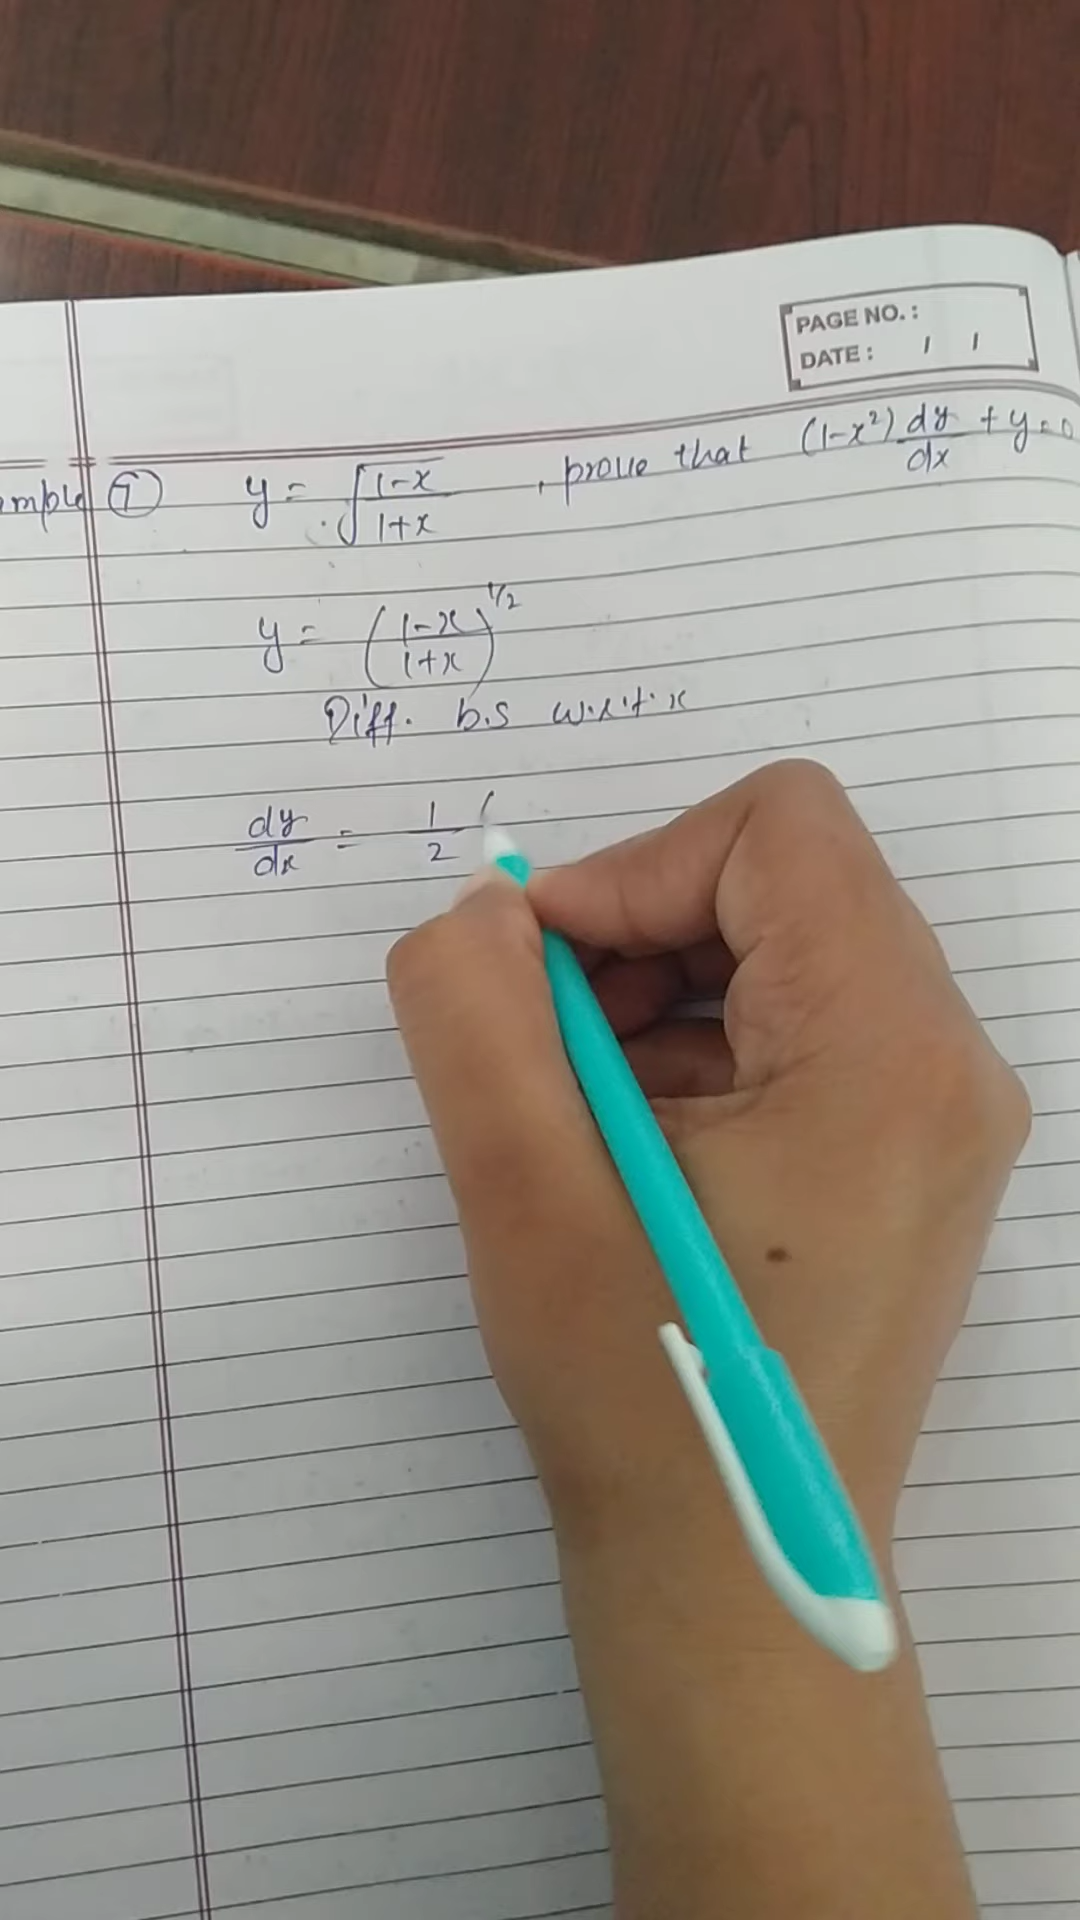 PAGE NO. :
DATE : / /
mple 7 y = √(1-x)/(1+x) , prove that (1-x²) dy/dx + y = 0
y = ((1-x)/(1+x))^1/2
Diff. b.s w.r.t. x
dy/dx = 1/2 (